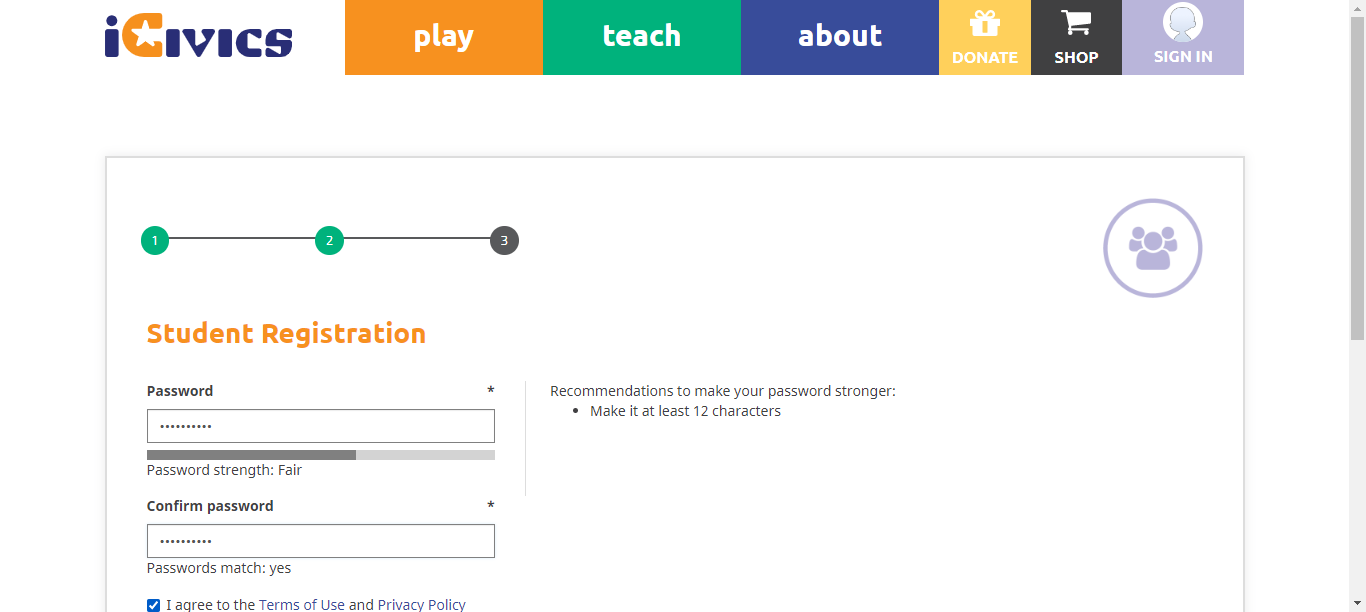 iCivics
play
teach
about
DONATE
SHOP
SIGN IN
1
2
3
Student Registration
Password *
••••••••••
Password strength: Fair
Recommendations to make your password stronger:
• Make it at least 12 characters
Confirm password *
••••••••••
Passwords match: yes
I agree to the Terms of Use and Privacy Policy